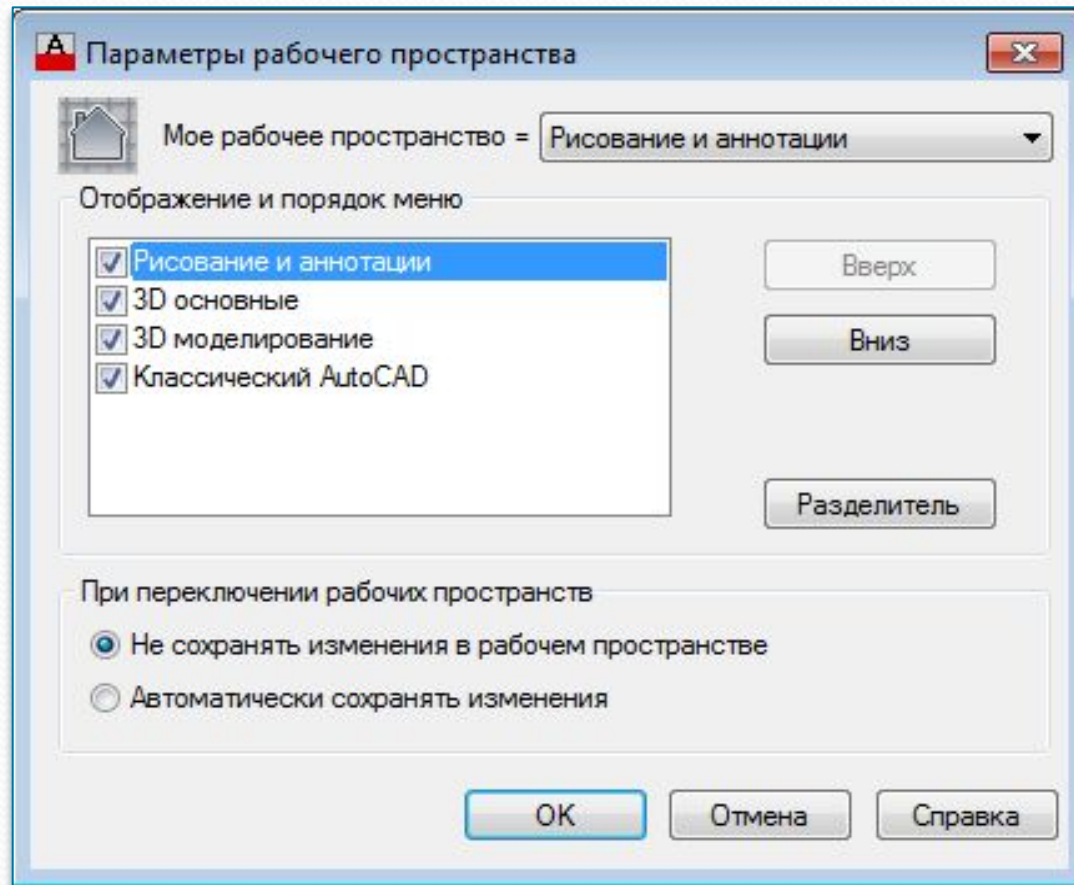 Параметры рабочего пространства
Мое рабочее пространство = Рисование и аннотации
Отображение и порядок меню
Рисование и аннотации
3D основные
3D моделирование
Классический AutoCAD
Вверх
Вниз
Разделитель
При переключении рабочих пространств
Не сохранять изменения в рабочем пространстве
Автоматически сохранять изменения
OK Отмена Справка